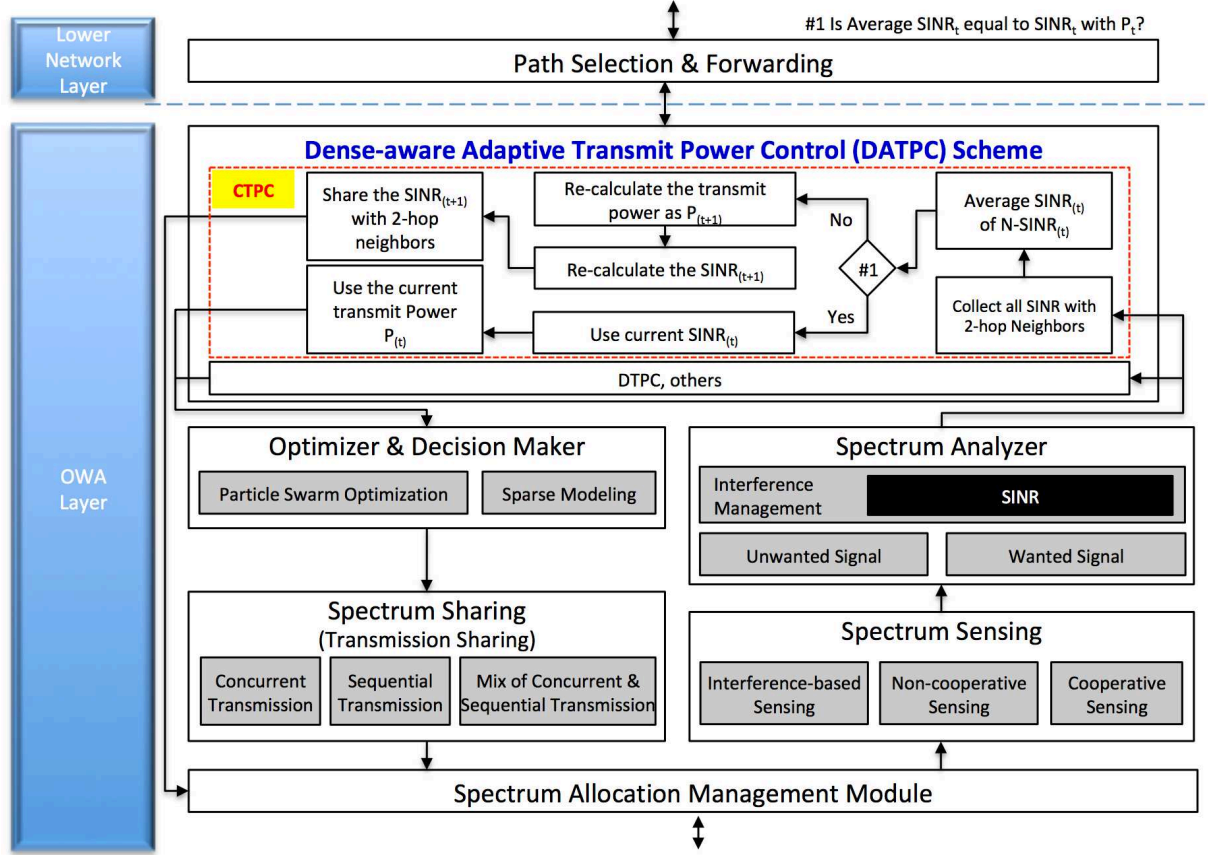 #1 Is Average SINRt equal to SINRt with Pt?
Lower
Network
Layer
Path Selection & Forwarding
Dense-aware Adaptive Transmit Power Control (DATPC) Scheme
CTPC
Share the SINR(t+1)
with 2-hop
neighbors
Re-calculate the transmit
power as P(t+1)
No
Average SINR(t)
of N-SINR(t)
Re-calculate the SINR(t+1)
#1
Use the current
transmit Power
P(t)
Yes
Use current SINR(t)
Collect all SINR with
2-hop Neighbors
DTPC, others
OWA
Layer
Optimizer & Decision Maker
Particle Swarm Optimization
Sparse Modeling
Spectrum Analyzer
Interference
Management
SINR
Unwanted Signal
Wanted Signal
Spectrum Sharing
(Transmission Sharing)
Concurrent
Transmission
Sequential
Transmission
Mix of Concurrent &
Sequential Transmission
Spectrum Sensing
Interference-based
Sensing
Non-cooperative
Sensing
Cooperative
Sensing
Spectrum Allocation Management Module